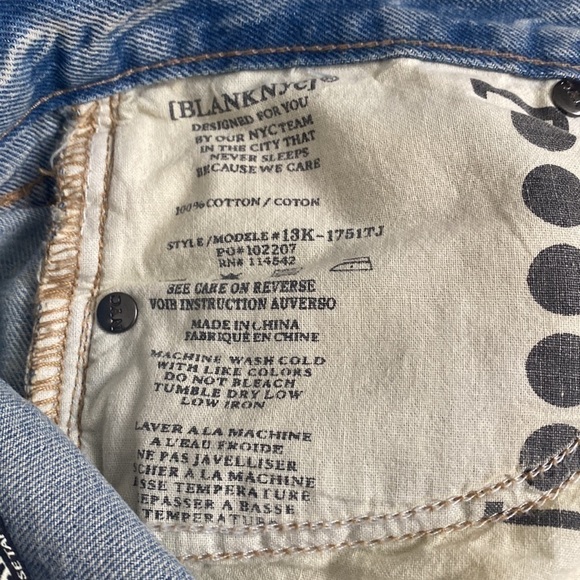 [BLANKNYC]®
DESIGNED FOR YOU
BY OUR NYC TEAM
IN THE CITY THAT
NEVER SLEEPS
BECAUSE WE CARE
100% COTTON / COTON
STYLE / MODELE # 13K-1751TJ
PO# 102207
RN# 114542
SEE CARE ON REVERSE
VOIR INSTRUCTION AUVERSO
MADE IN CHINA
FABRIQUE EN CHINE
MACHINE WASH COLD
WITH LIKE COLORS
DO NOT BLEACH
TUMBLE DRY LOW
LOW IRON
LAVER A LA MACHINE
A L'EAU FROIDE
NE PAS JAVELLISER
SECHER A LA MACHINE
BASSE TEMPERATURE
REPASSER A BASSE
TEMPERATURE